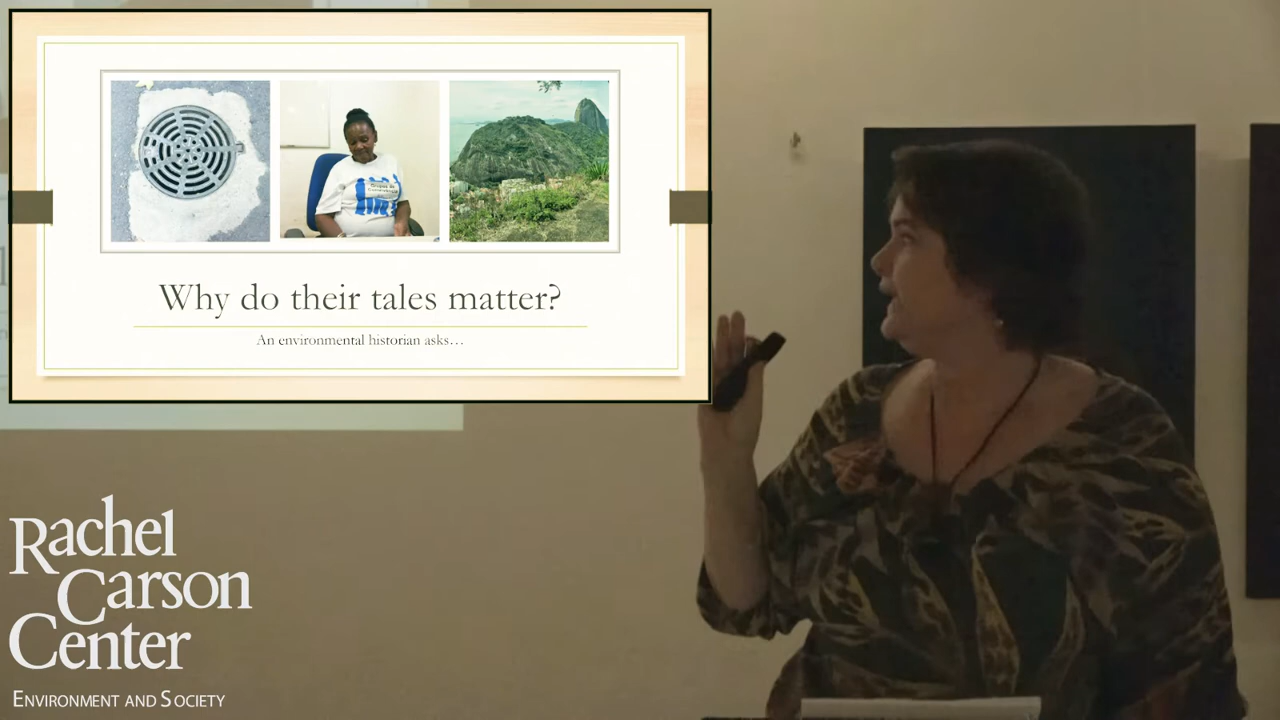 Why do their tales matter?
An environmental historian asks…
Rachel
Carson
Center
ENVIRONMENT AND SOCIETY